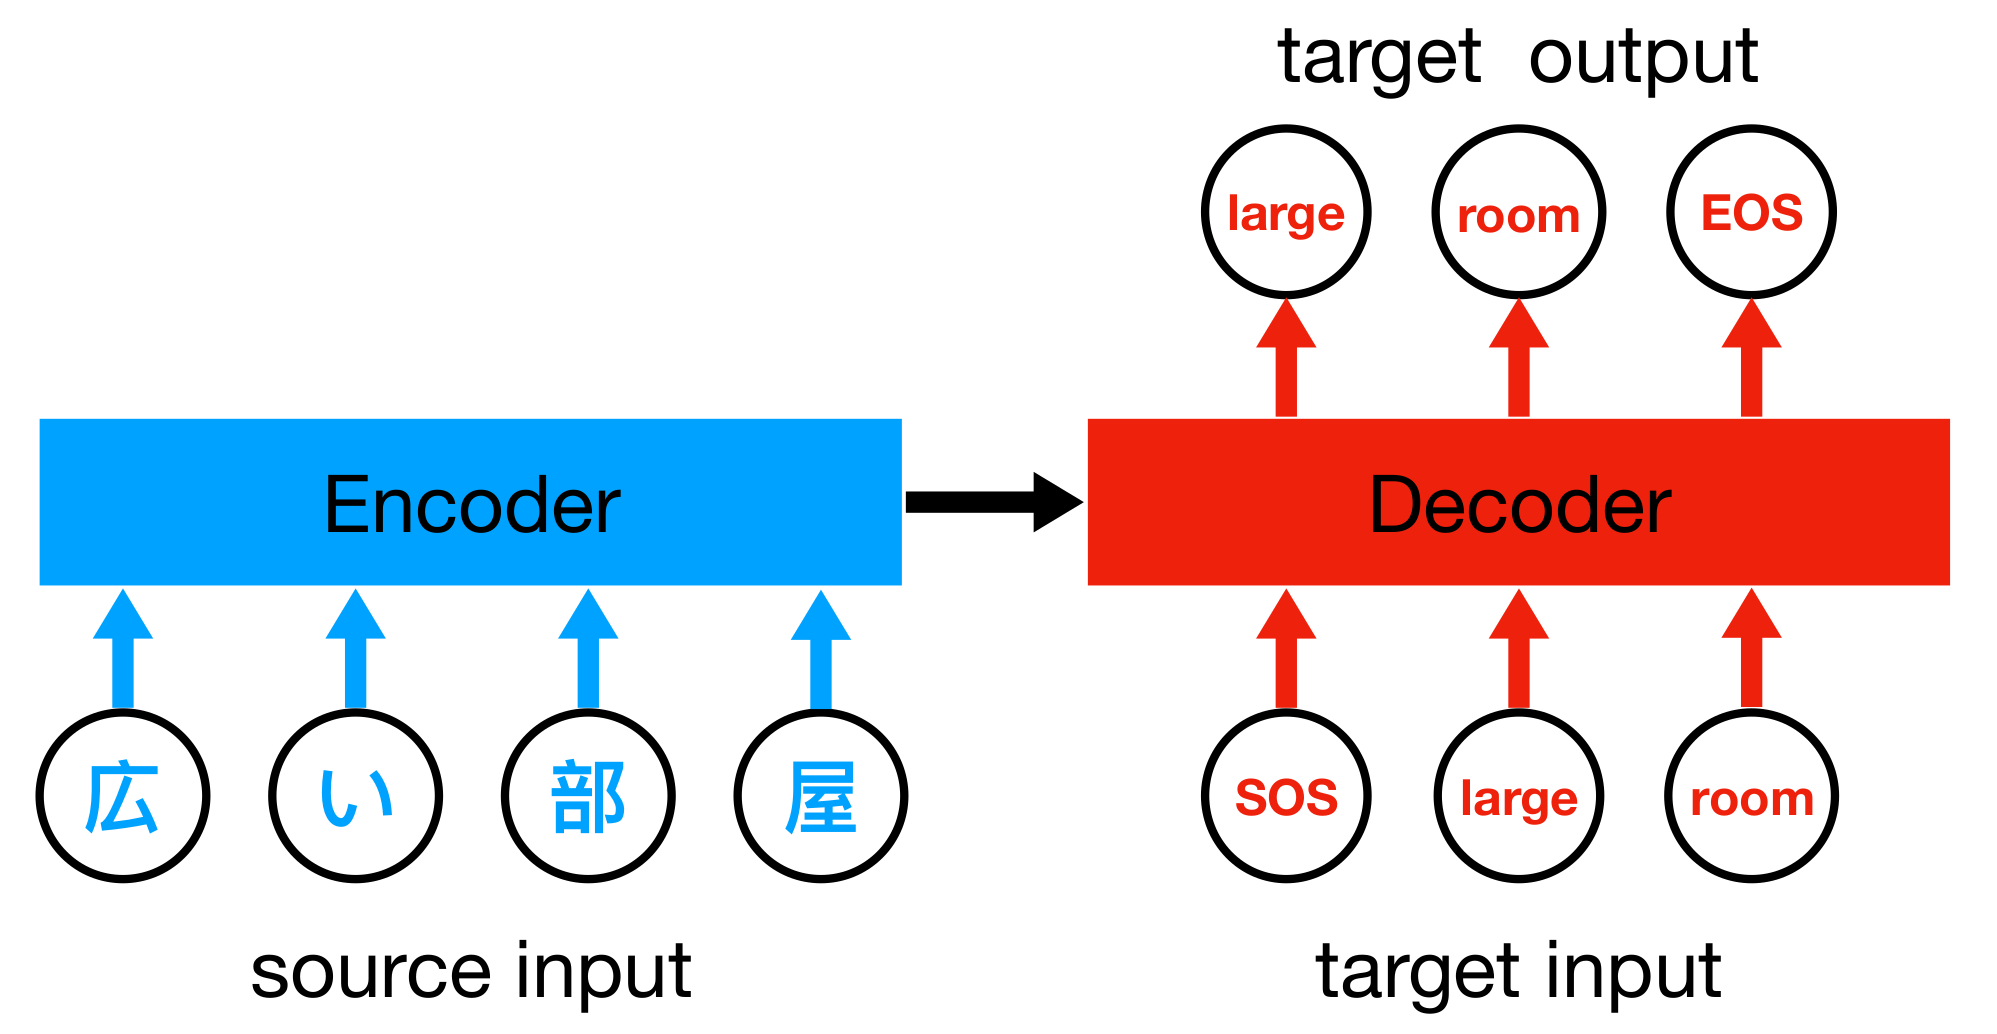 target output
large room EOS
Encoder
Decoder
広 い 部 屋
SOS large room
source input
target input